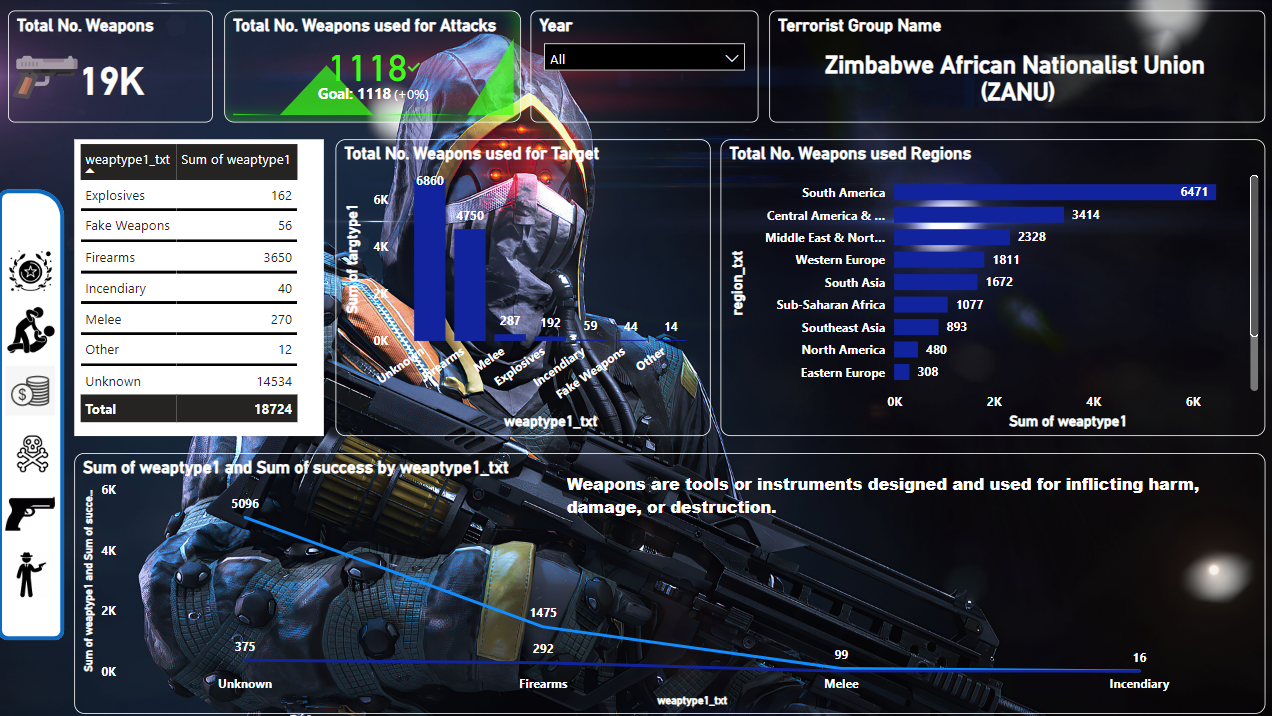 Total No. Weapons
19K
Total No. Weapons used for Attacks
1118
Goal: 1118 (+0%)
Year
All
Terrorist Group Name
Zimbabwe African Nationalist Union
(ZANU)
weaptype1_txt Sum of weaptype1
Explosives 162
Fake Weapons 56
Firearms 3650
Incendiary 40
Melee 270
Other 12
Unknown 14534
Total 18724
Total No. Weapons used for Target
Sum of targtype1
6K
4K
2K
0K
6860
4750
287
192
59
44
14
Unknown
Firearms
Melee
Explosives
Incendiary
Fake Weapons
Other
weaptype1_txt
Total No. Weapons used Regions
region_txt
South America 6471
Central America & ... 3414
Middle East & Nort... 2328
Western Europe 1811
South Asia 1672
Sub-Saharan Africa 1077
Southeast Asia 893
North America 480
Eastern Europe 308
0K 2K 4K 6K
Sum of weaptype1
Sum of weaptype1 and Sum of success by weaptype1_txt
Weapons are tools or instruments designed and used for inflicting harm,
damage, or destruction.
Sum of weaptype1 and Sum of succe...
6K
4K
2K
0K
5096
1475
99
16
375
292
Unknown Firearms Melee Incendiary
weaptype1_txt